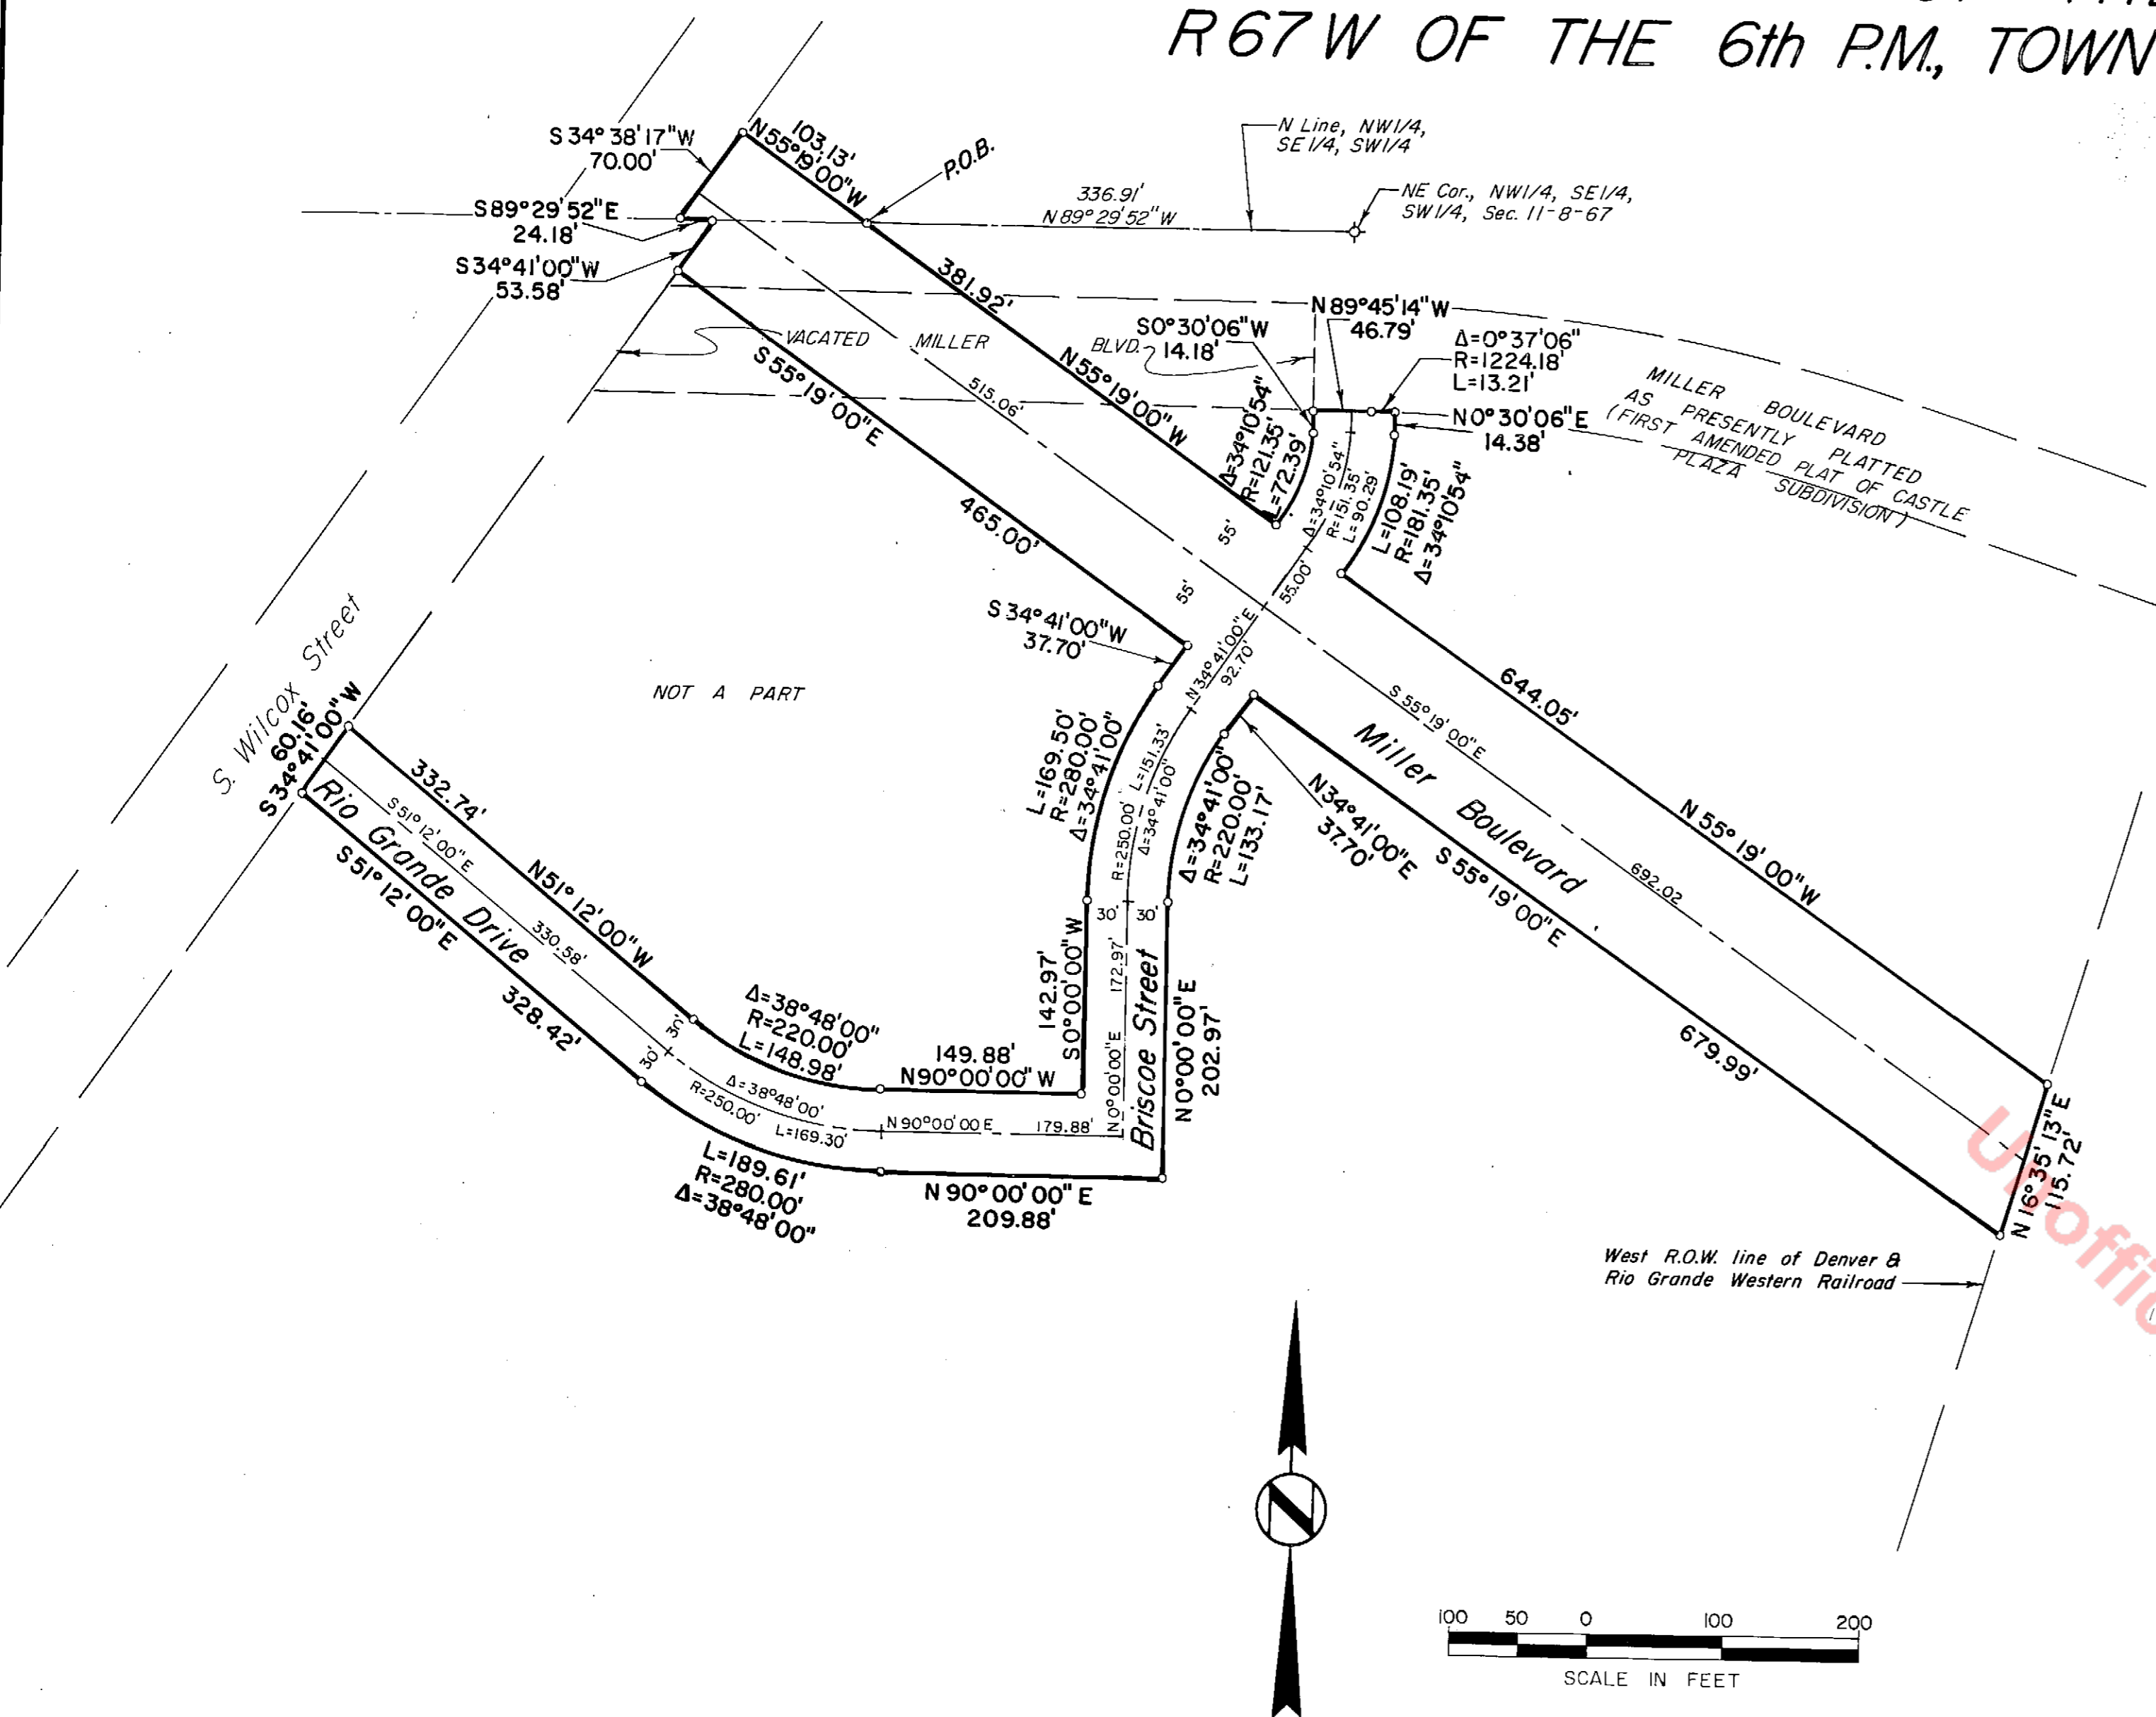 R67W OF THE 6th P.M., TOWN
S 34° 38' 17" W
70.00'
103.13'
N55°19'00"W
P.O.B.
N Line, NW1/4,
SE1/4, SW1/4
336.91'
N89°29'52"W
NE Cor., NW1/4, SE1/4,
SW1/4, Sec. 11-8-67
S89°29'52"E
24.18'
S34°41'00"W
53.58'
381.92'
N55°19'00"W
VACATED MILLER
BLVD.
S0°30'06"W
14.18'
N89°45'14"W
46.79'
Δ=0°37'06"
R=1224.18'
L=13.21'
N0°30'06"E
14.38'
MILLER BOULEVARD
AS PRESENTLY PLATTED
(FIRST AMENDED PLAT OF CASTLE
PLAZA SUBDIVISION)
S55°19'00"E
465.00'
515.06'
Δ=34°10'54"
R=121.35'
L=72.39'
Δ=34°10'54"
R=151.35'
L=90.29'
L=108.19'
R=181.35'
Δ=34°10'54"
55'
55'
55.00'
N34°41'00"E
92.70'
S 34°41'00"W
37.70'
S. Wilcox Street
NOT A PART
60.16'
S34°41'00"W
332.74'
N51°12'00"W
Rio Grande Drive
S51°12'00"E
330.58'
S51°12'00"E
328.42'
L=169.50'
R=280.00'
Δ=34°41'00"
R=250.00' L=151.33'
Δ=34°41'00"
Δ=34°41'00"
R=220.00'
L=133.17'
N34°41'00"E
37.70'
644.05'
N55°19'00"W
S55°19'00"E
692.02
Miller Boulevard
S55°19'00"E
679.99'
30' 30'
142.97'
S0°00'00"W
172.97'
N0°00'00"E
Briscoe Street
N0°00'00"E
202.97'
30' 30'
Δ=38°48'00"
R=220.00'
L=148.98'
149.88'
N90°00'00"W
Δ=38°48'00"
R=250.00'
L=169.30'
N90°00'00E
179.88'
L=189.61'
R=280.00'
Δ=38°48'00"
N90°00'00"E
209.88'
N16°35'13"E
115.72'
West R.O.W. line of Denver &
Rio Grande Western Railroad
N
100 50 0 100 200
SCALE IN FEET